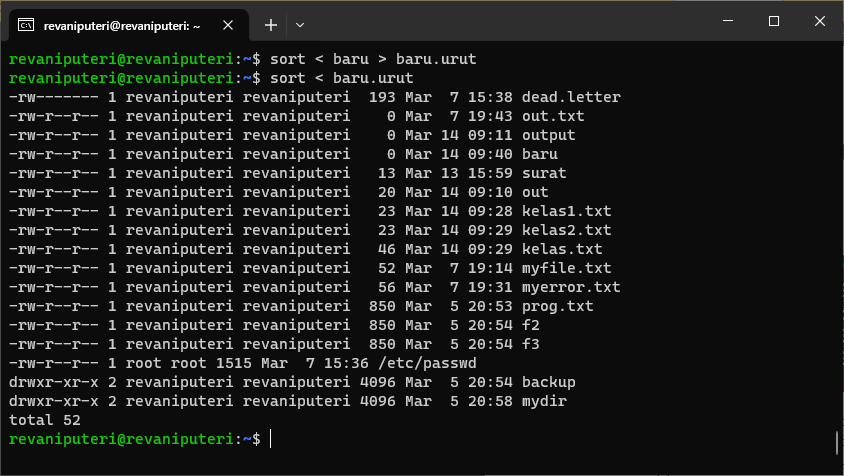 revaniputeri@revaniputeri: ~
revaniputeri@revaniputeri:~$ sort < baru > baru.urut
revaniputeri@revaniputeri:~$ sort < baru.urut
-rw------- 1 revaniputeri revaniputeri  193 Mar  7 15:38 dead.letter
-rw-r--r-- 1 revaniputeri revaniputeri    0 Mar  7 19:43 out.txt
-rw-r--r-- 1 revaniputeri revaniputeri    0 Mar 14 09:11 output
-rw-r--r-- 1 revaniputeri revaniputeri    0 Mar 14 09:40 baru
-rw-r--r-- 1 revaniputeri revaniputeri   13 Mar 13 15:59 surat
-rw-r--r-- 1 revaniputeri revaniputeri   20 Mar 14 09:10 out
-rw-r--r-- 1 revaniputeri revaniputeri   23 Mar 14 09:28 kelas1.txt
-rw-r--r-- 1 revaniputeri revaniputeri   23 Mar 14 09:29 kelas2.txt
-rw-r--r-- 1 revaniputeri revaniputeri   46 Mar 14 09:29 kelas.txt
-rw-r--r-- 1 revaniputeri revaniputeri   52 Mar  7 19:14 myfile.txt
-rw-r--r-- 1 revaniputeri revaniputeri   56 Mar  7 19:31 myerror.txt
-rw-r--r-- 1 revaniputeri revaniputeri  850 Mar  5 20:53 prog.txt
-rw-r--r-- 1 revaniputeri revaniputeri  850 Mar  5 20:54 f2
-rw-r--r-- 1 revaniputeri revaniputeri  850 Mar  5 20:54 f3
-rw-r--r-- 1 root root 1515 Mar  7 15:36 /etc/passwd
drwxr-xr-x 2 revaniputeri revaniputeri 4096 Mar  5 20:54 backup
drwxr-xr-x 2 revaniputeri revaniputeri 4096 Mar  5 20:58 mydir
total 52
revaniputeri@revaniputeri:~$